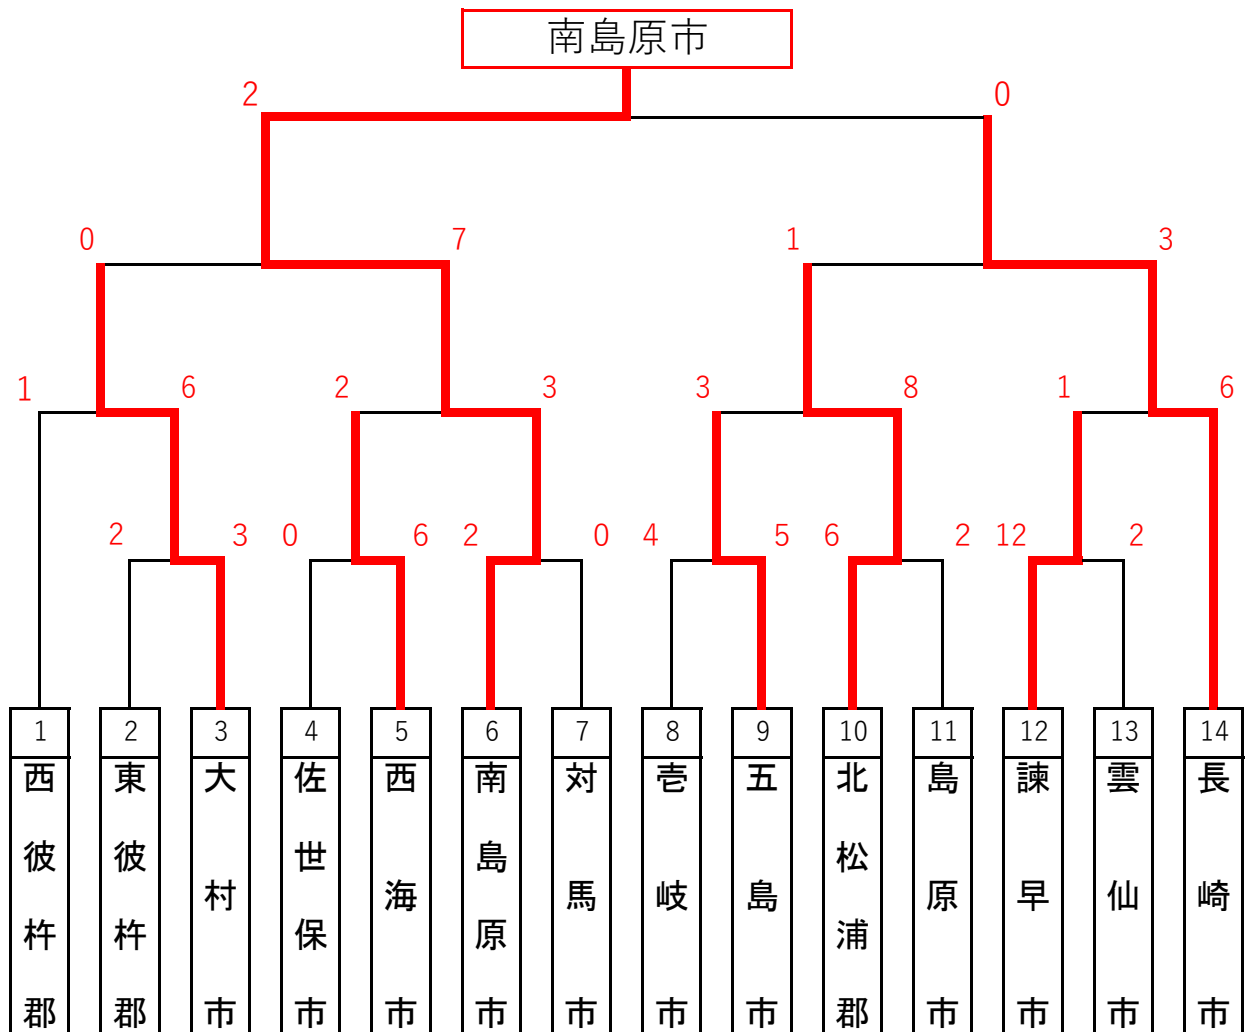 南島原市
2 0
0 7 1 3
1 6 2 3 3 8 1 6
2 3 0 6 2 0 4 5 6 2 12 2
1 2 3 4 5 6 7 8 9 10 11 12 13 14
西彼杵郡
東彼杵郡
大村市
佐世保市
西海市
南島原市
対馬市
壱岐市
五島市
北松浦郡
島原市
諫早市
雲仙市
長崎市